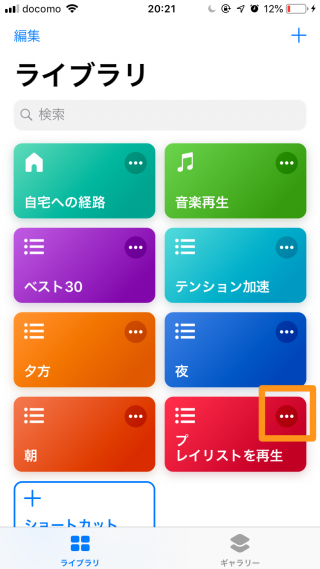 docomo 20:21 12%
編集
ライブラリ
検索
自宅への経路
音楽再生
ベスト30
テンション加速
夕方
夜
朝
プ
レイリストを再生
ショートカット
ライブラリ
ギャラリー